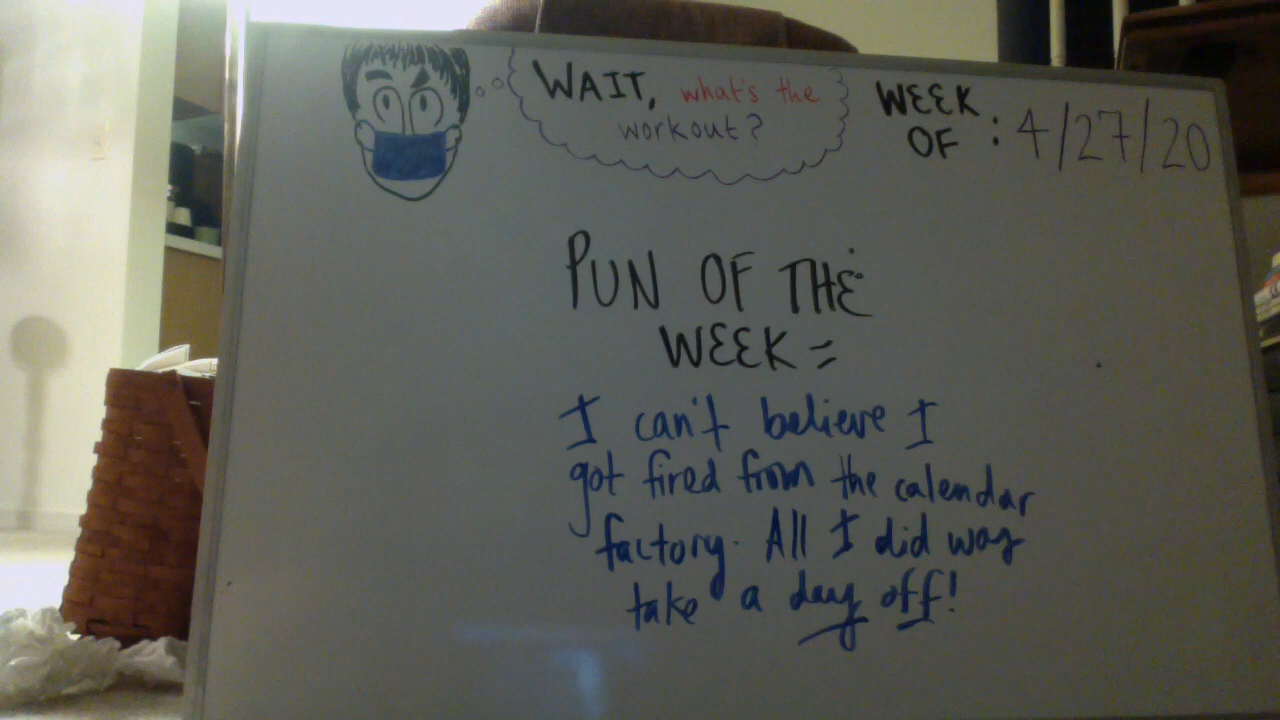 WAIT, what's the
workout?
WEEK
OF : 4/27/20
PUN OF THE
WEEK =
I can't believe I
got fired from the calendar
factory. All I did was
take a day off!